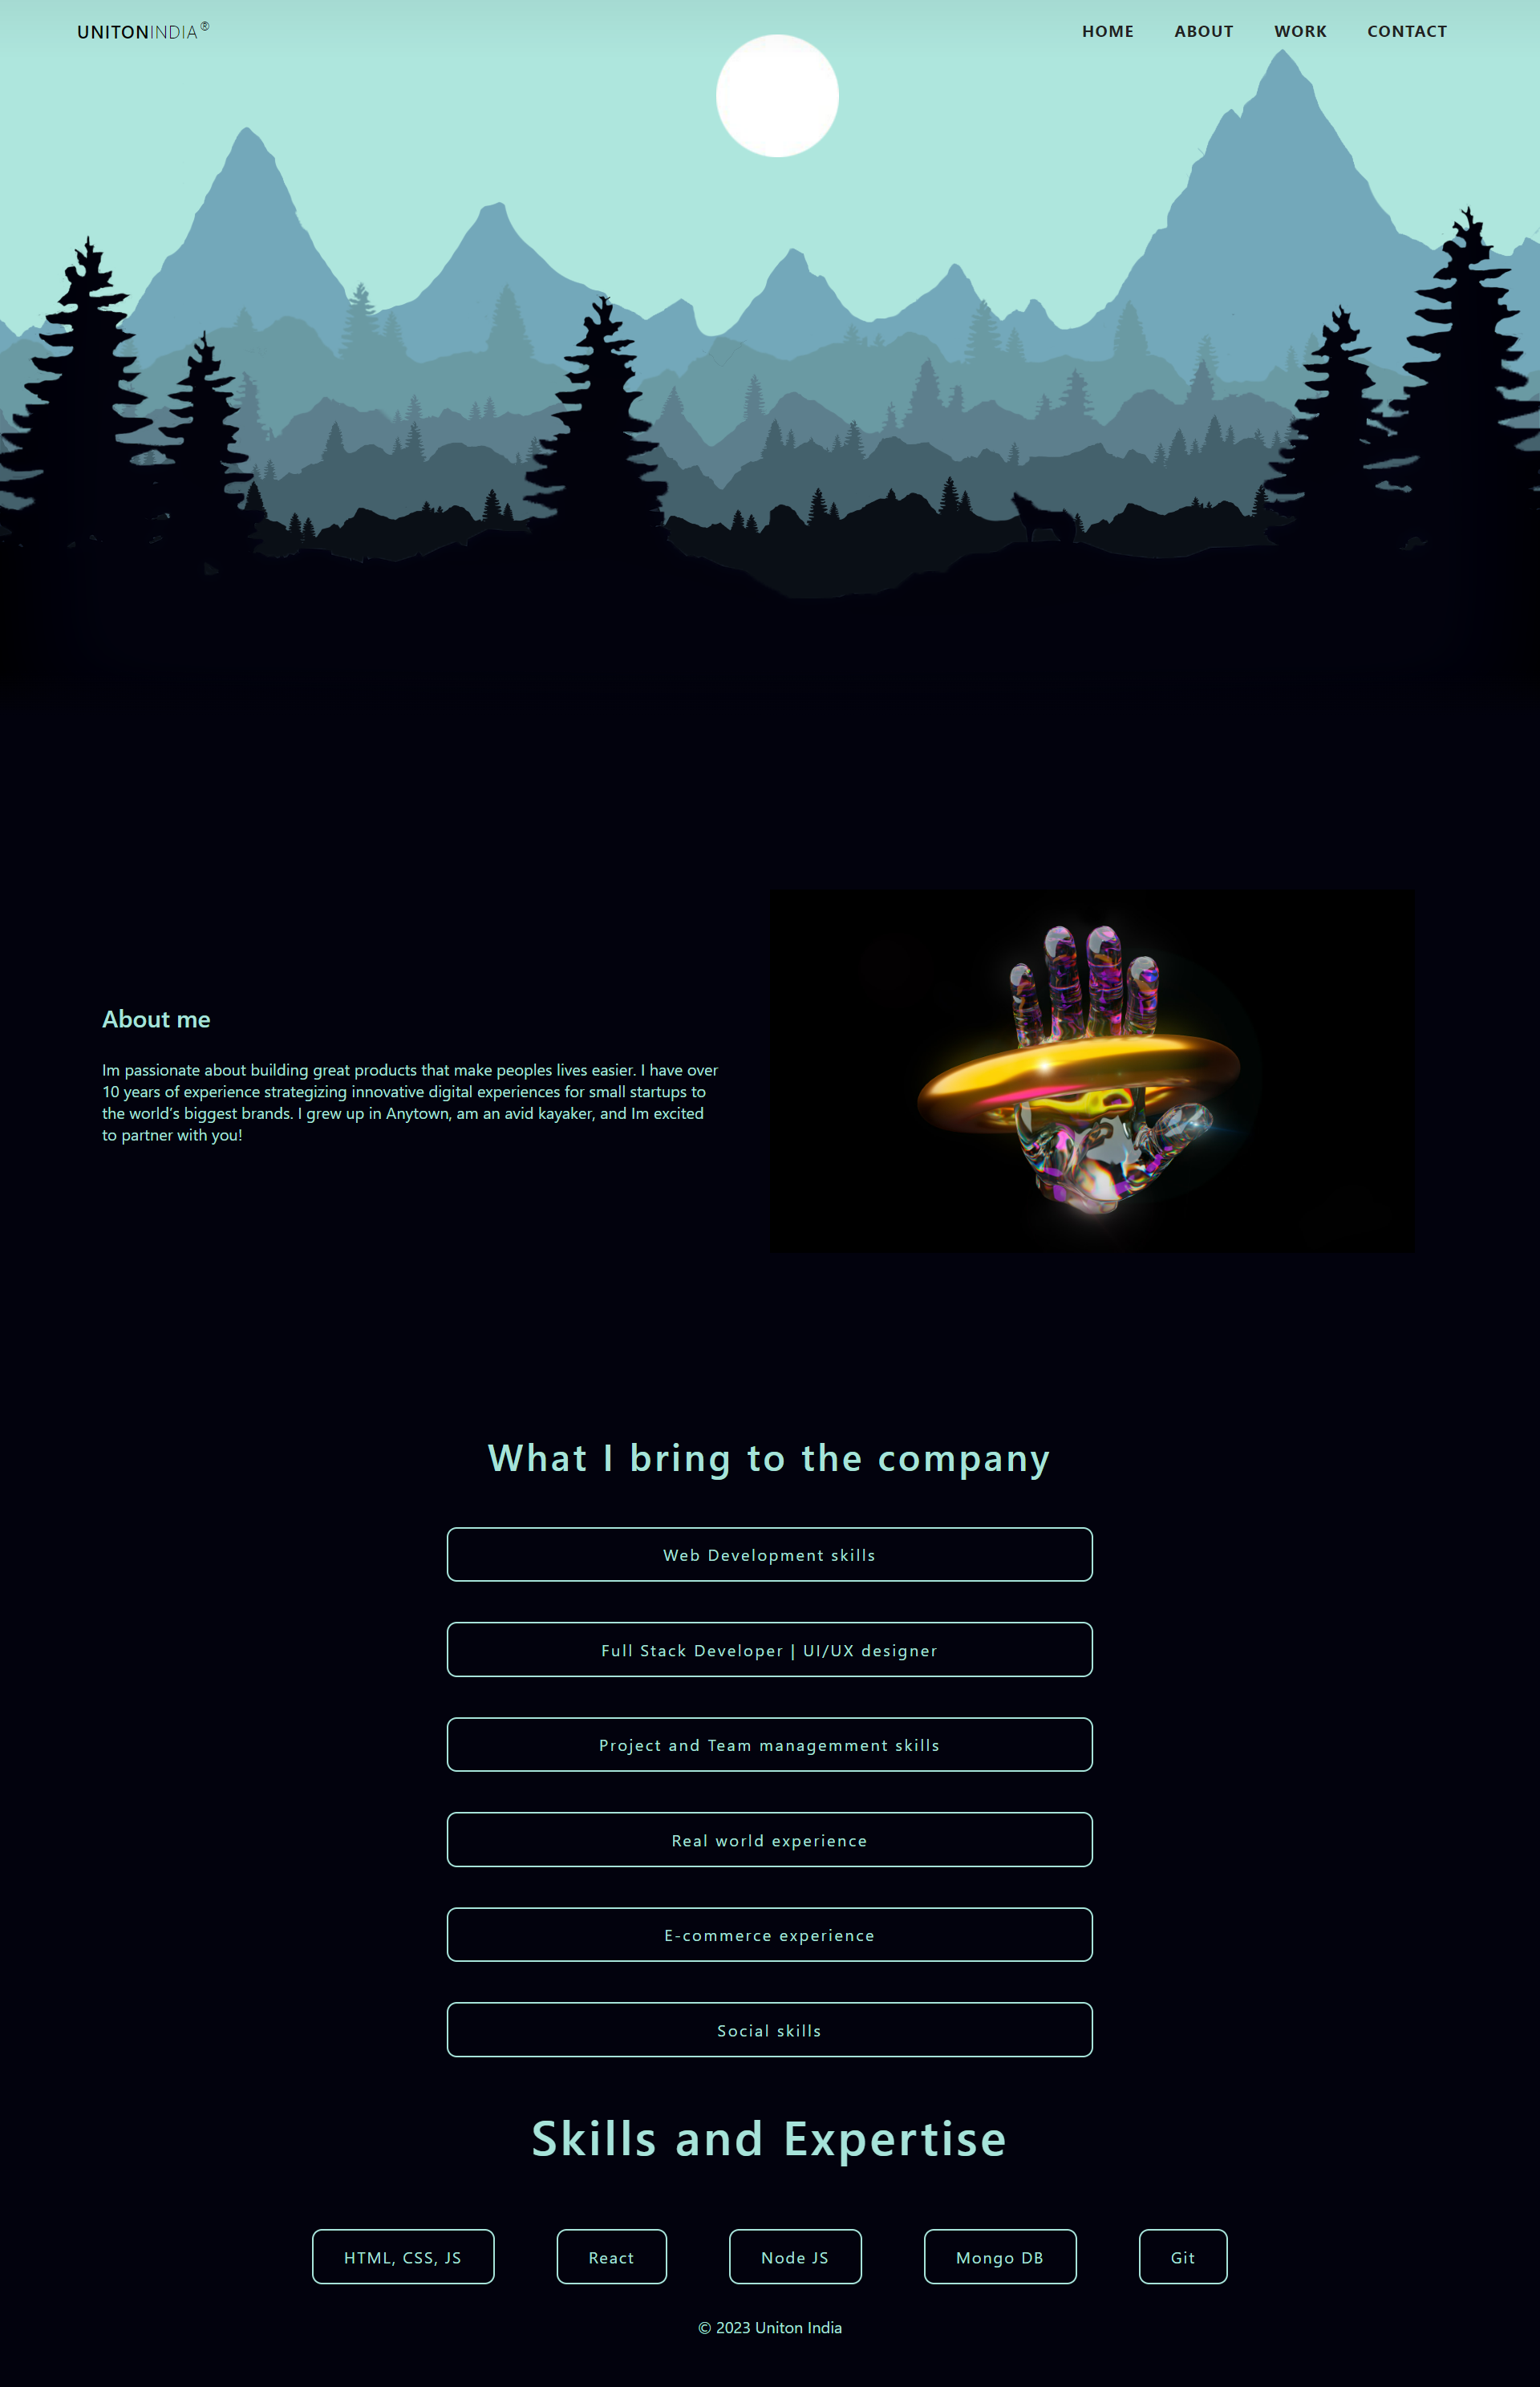 UNITONINDIA®
HOME ABOUT WORK CONTACT
About me
Im passionate about building great products that make peoples lives easier. I have over
10 years of experience strategizing innovative digital experiences for small startups to
the world's biggest brands. I grew up in Anytown, am an avid kayaker, and Im excited
to partner with you!
What I bring to the company
Web Development skills
Full Stack Developer | UI/UX designer
Project and Team managemment skills
Real world experience
E-commerce experience
Social skills
Skills and Expertise
HTML, CSS, JS
React
Node JS
Mongo DB
Git
© 2023 Uniton India